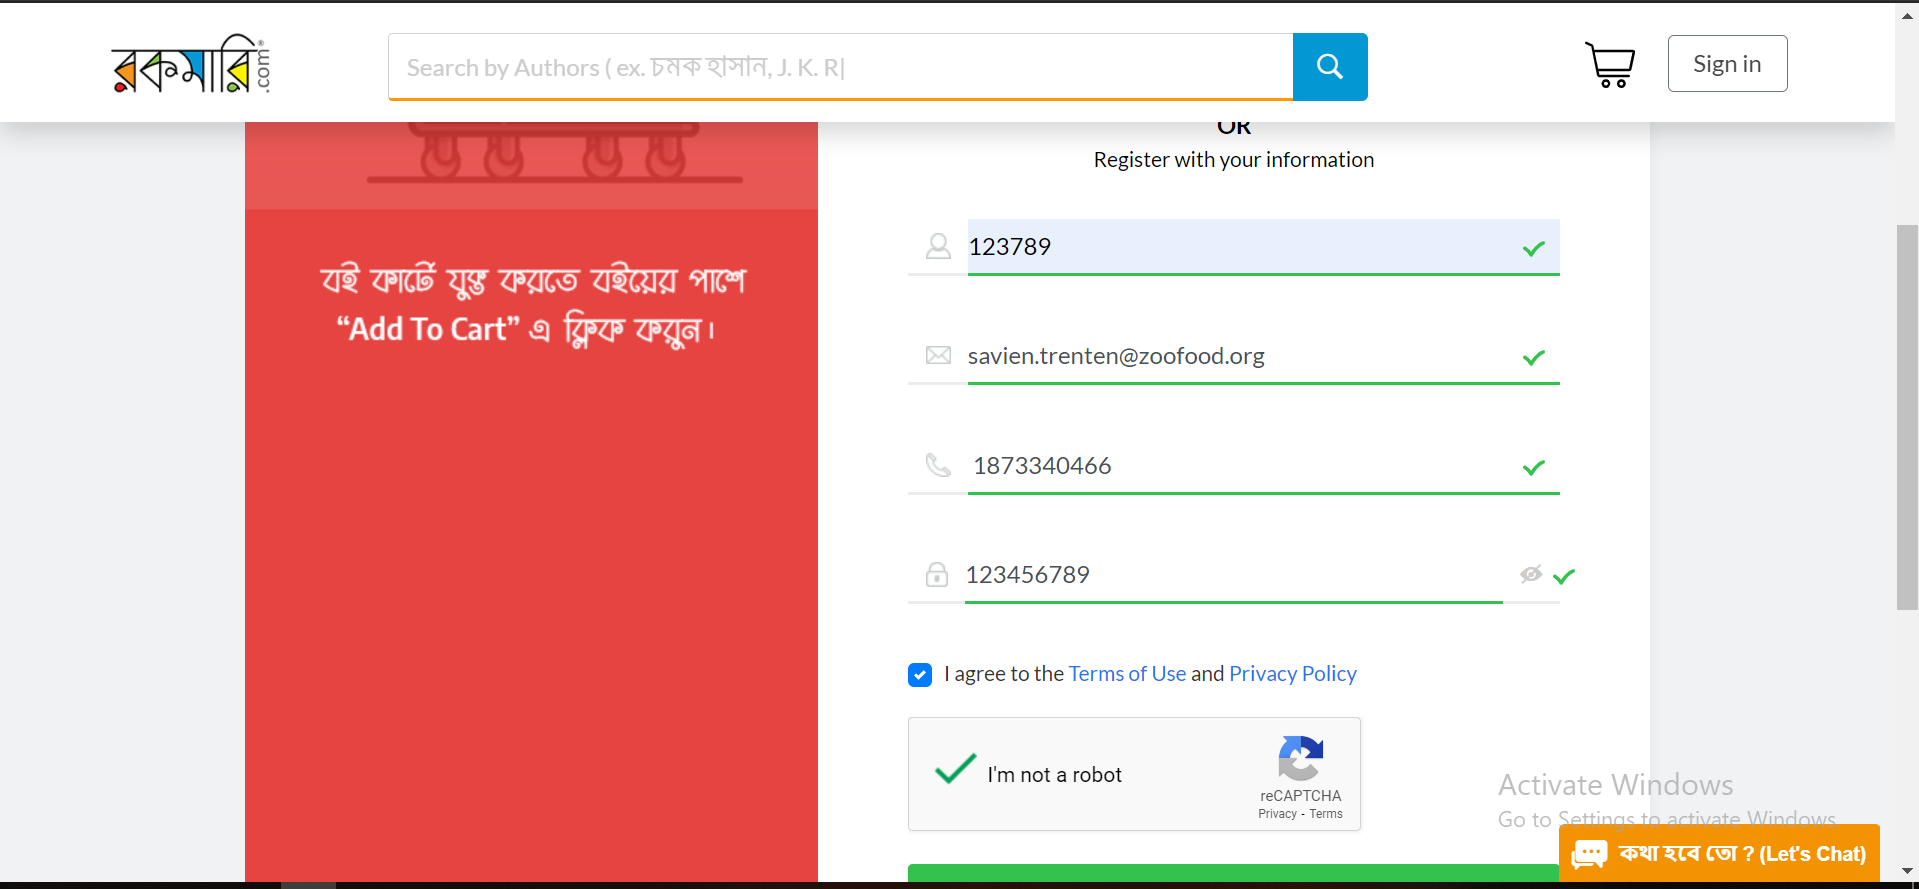 রকমারি.com
Search by Authors ( ex. চমক হাসান, J. K. R|
Sign in
OR
Register with your information
বই কার্টে যুক্ত করতে বইয়ের পাশে
“Add To Cart” এ ক্লিক করুন।
123789
savien.trenten@zoofood.org
1873340466
123456789
I agree to the Terms of Use and Privacy Policy
I'm not a robot
reCAPTCHA
Privacy - Terms
Activate Windows
Go to Settings to activate Windows.
কথা হবে তো ? (Let's Chat)